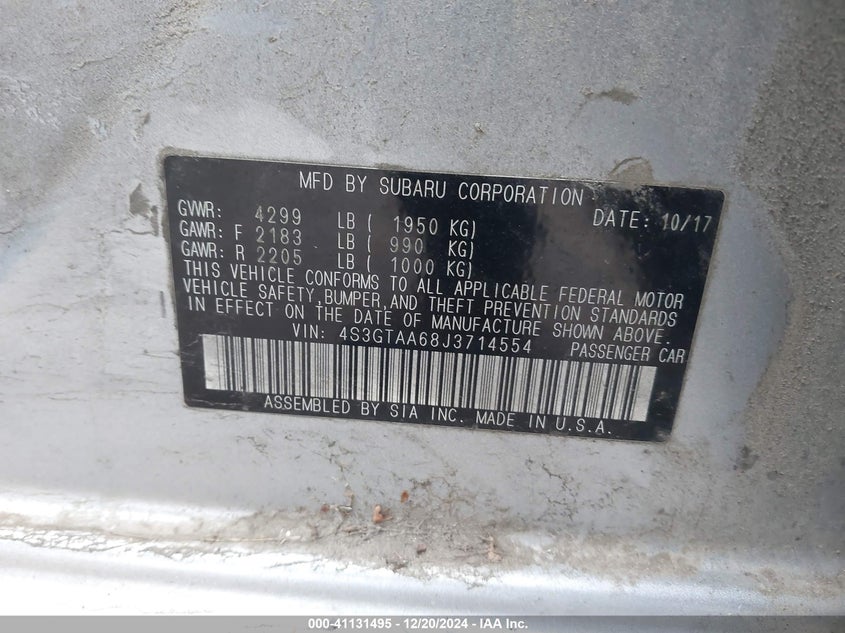 MFD BY SUBARU CORPORATION
GVWR: 4299 LB ( 1950 KG) DATE: 10/17
GAWR: F 2183 LB ( 990 KG)
GAWR: R 2205 LB ( 1000 KG)
THIS VEHICLE CONFORMS TO ALL APPLICABLE FEDERAL MOTOR
VEHICLE SAFETY,BUMPER,AND THEFT PREVENTION STANDARDS
IN EFFECT ON THE DATE OF MANUFACTURE SHOWN ABOVE.
VIN: 4S3GTAA68J3714554 PASSENGER CAR
ASSEMBLED BY SIA INC. MADE IN U.S.A.
000-41131495 - 12/20/2024 - IAA Inc.